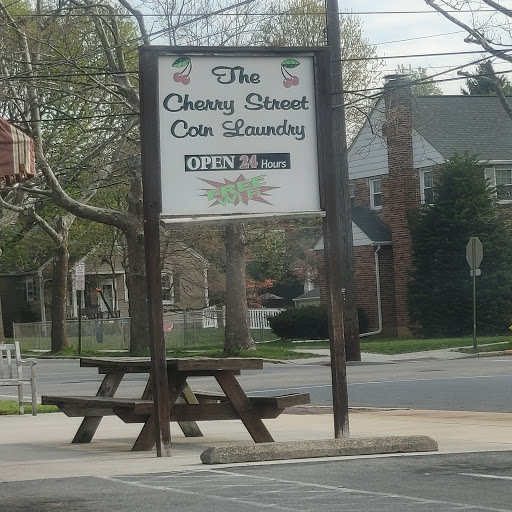 The
Cherry Street
Coin Laundry
OPEN 24 Hours
FREE